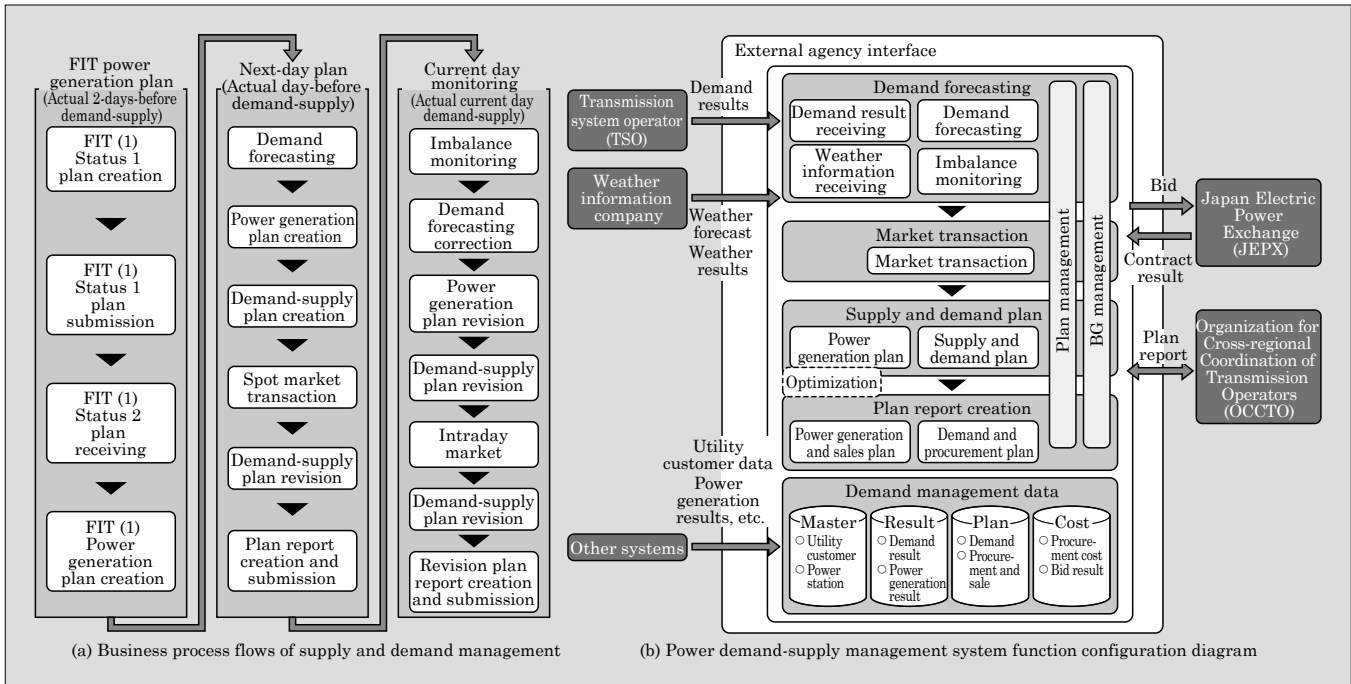 FIT power
generation plan
(Actual 2-days-before
demand-supply)
FIT (1)
Status 1
plan creation
FIT (1)
Status 1
plan
submission
FIT (1)
Status 2
plan
receiving
FIT (1)
Power
generation
plan creation
Next-day plan
(Actual day-before
demand-supply)
Demand
forecasting
Power generation
plan creation
Demand-supply
plan creation
Spot market
transaction
Demand-supply
plan revision
Plan report
creation and
submission
Current day
monitoring
(Actual current day
demand-supply)
Imbalance
monitoring
Demand
forecasting
correction
Power
generation
plan revision
Demand-supply
plan revision
Intraday
market
Demand-supply
plan revision
Revision plan
report creation
and submission
(a) Business process flows of supply and demand management
External agency interface
Transmission
system operator
(TSO)
Demand
results
Weather
information
company
Weather
forecast
Weather
results
Utility
customer data
Power
generation
results, etc.
Other systems
Demand forecasting
Demand result
receiving
Demand
forecasting
Weather
information
receiving
Imbalance
monitoring
Market transaction
Market transaction
Supply and demand plan
Power
generation plan
Supply and
demand plan
Optimization
Plan report creation
Power generation
and sales plan
Demand and
procurement plan
Plan management
BG management
Demand management data
Master
○ Utility
customer
○ Power
station
Result
○ Demand
result
○ Power
generation
result
Plan
○ Demand
○ Procure-
ment and
sale
Cost
○ Procure-
ment cost
○ Bid result
Bid
Contract
result
Japan Electric
Power
Exchange
(JEPX)
Plan
report
Organization for
Cross-regional
Coordination of
Transmission
Operators
(OCCTO)
(b) Power demand-supply management system function configuration diagram